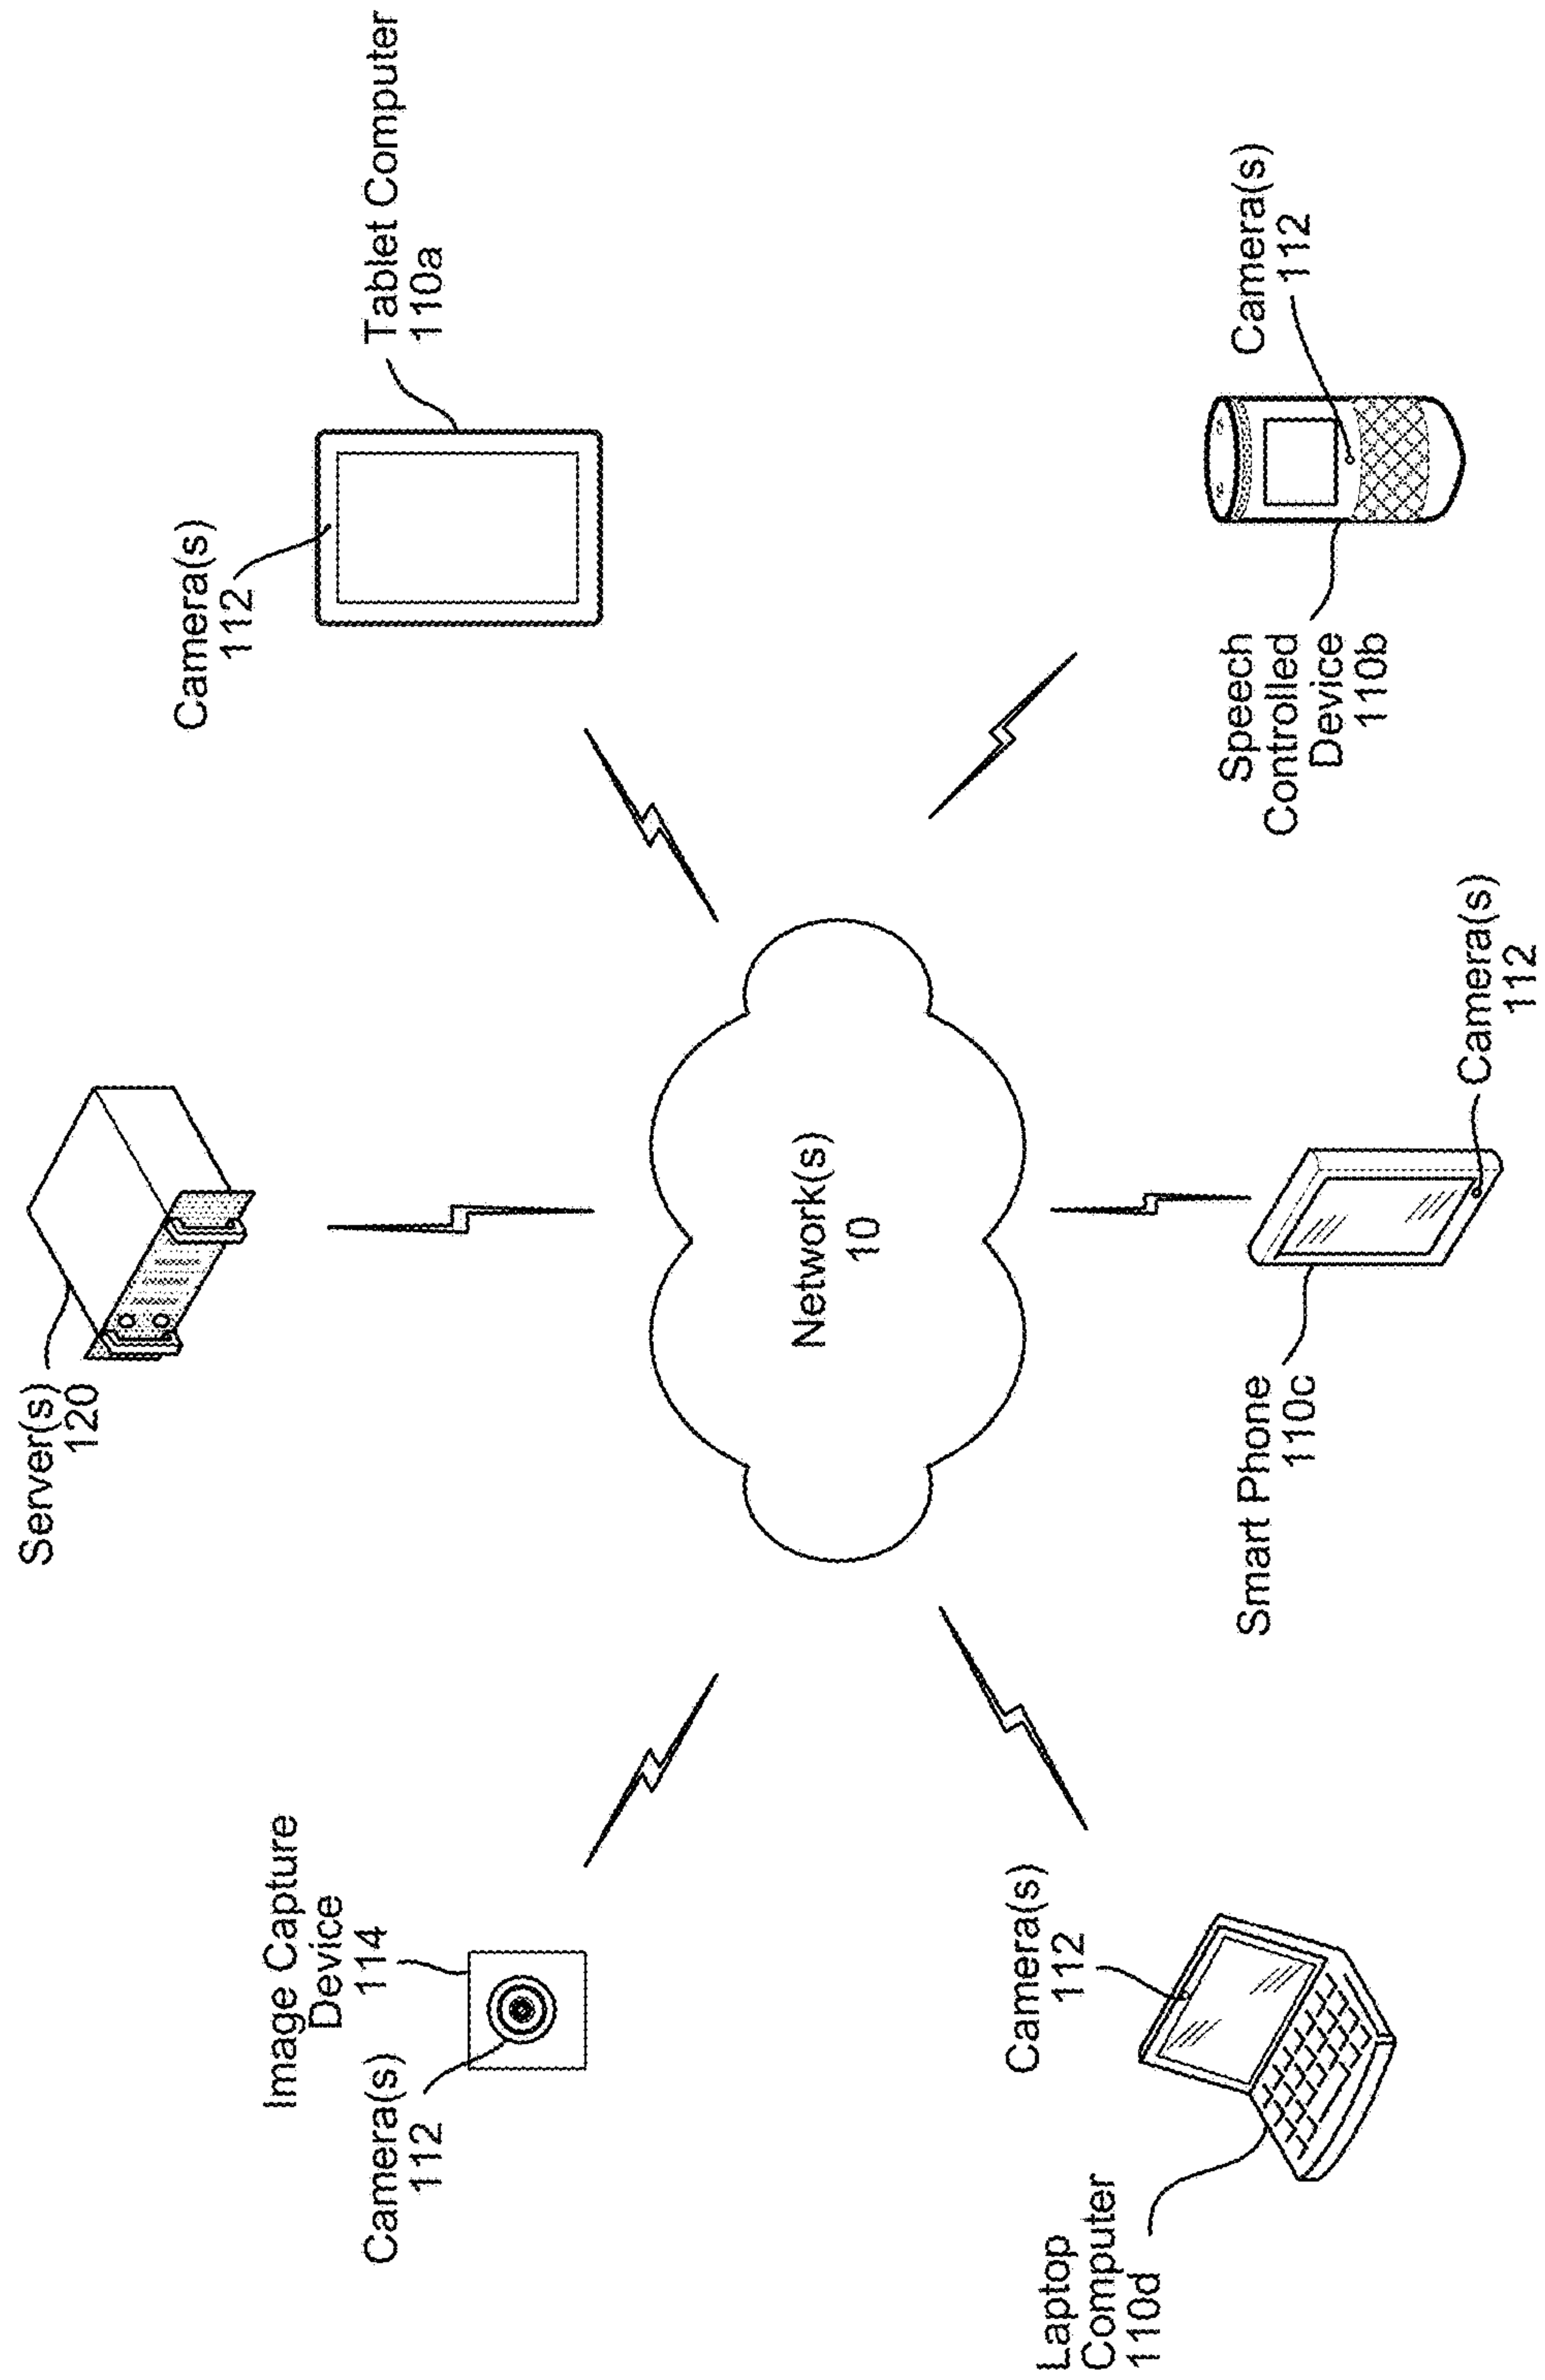 Image Capture
Device
114
Camera(s)
112
Server(s)
120
Camera(s)
112
Tablet Computer
110a
Network(s)
10
Laptop
Computer
110d
Camera(s)
112
Smart Phone
110c
Camera(s)
112
Speech
Controlled
Device
110b
Camera(s)
112